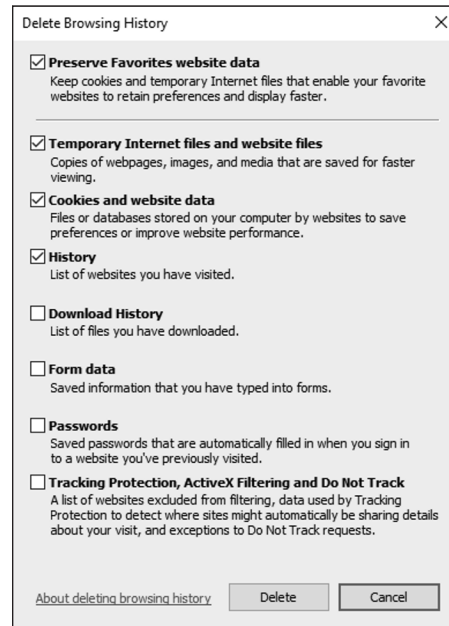 Delete Browsing History
Preserve Favorites website data
Keep cookies and temporary Internet files that enable your favorite
websites to retain preferences and display faster.
Temporary Internet files and website files
Copies of webpages, images, and media that are saved for faster
viewing.
Cookies and website data
Files or databases stored on your computer by websites to save
preferences or improve website performance.
History
List of websites you have visited.
Download History
List of files you have downloaded.
Form data
Saved information that you have typed into forms.
Passwords
Saved passwords that are automatically filled in when you sign in
to a website you've previously visited.
Tracking Protection, ActiveX Filtering and Do Not Track
A list of websites excluded from filtering, data used by Tracking
Protection to detect where sites might automatically be sharing details
about your visit, and exceptions to Do Not Track requests.
About deleting browsing history Delete Cancel